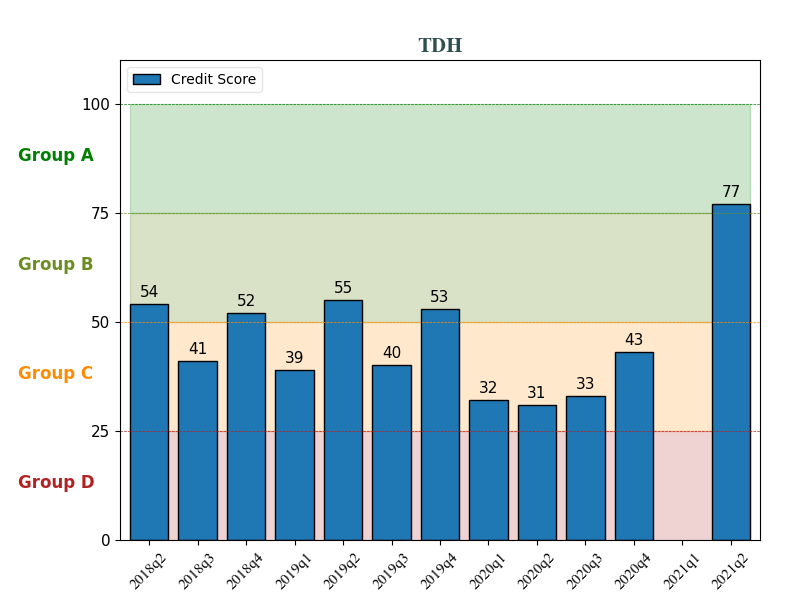 TDH
Credit Score
100
Group A
75
Group B
50
Group C
25
Group D
0
54
41
52
39
55
40
53
32
31
33
43
77
2018q2
2018q3
2018q4
2019q1
2019q2
2019q3
2019q4
2020q1
2020q2
2020q3
2020q4
2021q1
2021q2